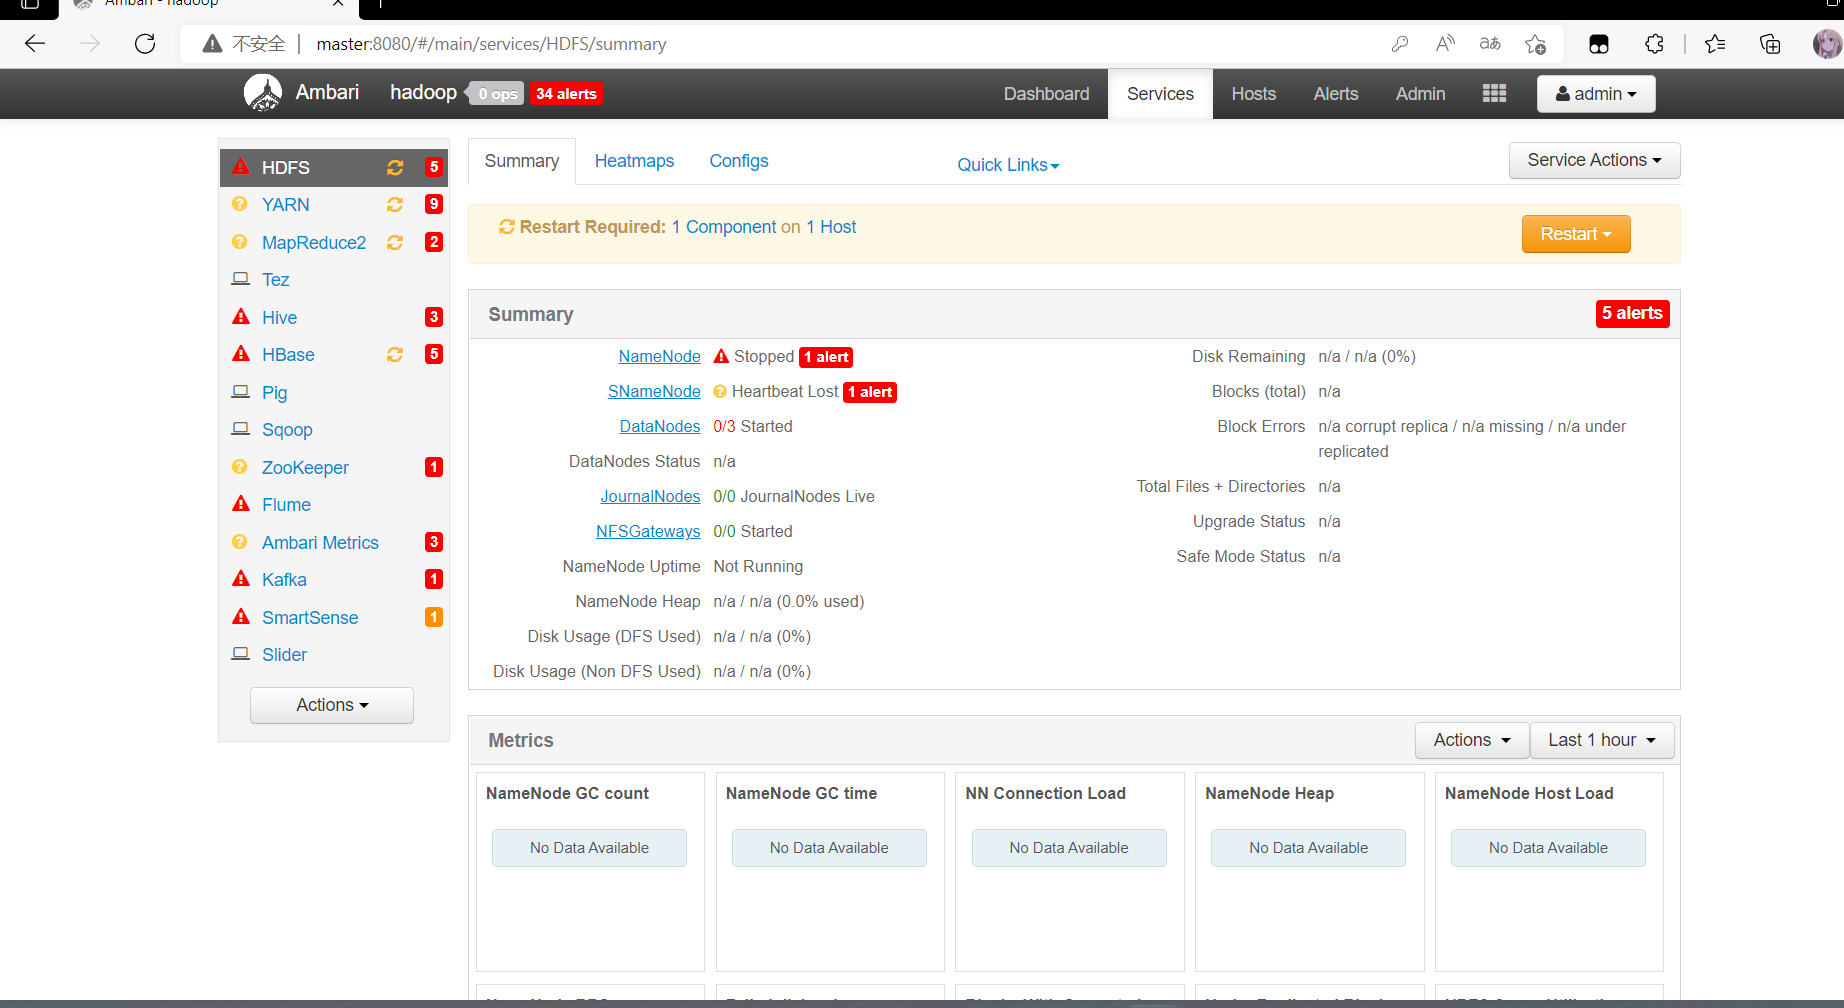 Ambari - hadoop
不安全 master:8080/#/main/services/HDFS/summary
Ambari hadoop 0 ops 34 alerts Dashboard Services Hosts Alerts Admin admin
HDFS 5
YARN 9
MapReduce2 2
Tez
Hive 3
HBase 5
Pig
Sqoop
ZooKeeper 1
Flume
Ambari Metrics 3
Kafka 1
SmartSense 1
Slider
Actions
Summary Heatmaps Configs Quick Links Service Actions
Restart Required: 1 Component on 1 Host Restart
Summary 5 alerts
NameNode Stopped 1 alert
SNameNode Heartbeat Lost 1 alert
DataNodes 0/3 Started
DataNodes Status n/a
JournalNodes 0/0 JournalNodes Live
NFSGateways 0/0 Started
NameNode Uptime Not Running
NameNode Heap n/a / n/a (0.0% used)
Disk Usage (DFS Used) n/a / n/a (0%)
Disk Usage (Non DFS Used) n/a / n/a (0%)
Disk Remaining n/a / n/a (0%)
Blocks (total) n/a
Block Errors n/a corrupt replica / n/a missing / n/a under
replicated
Total Files + Directories n/a
Upgrade Status n/a
Safe Mode Status n/a
Metrics Actions Last 1 hour
NameNode GC count NameNode GC time NN Connection Load NameNode Heap NameNode Host Load
No Data Available No Data Available No Data Available No Data Available No Data Available